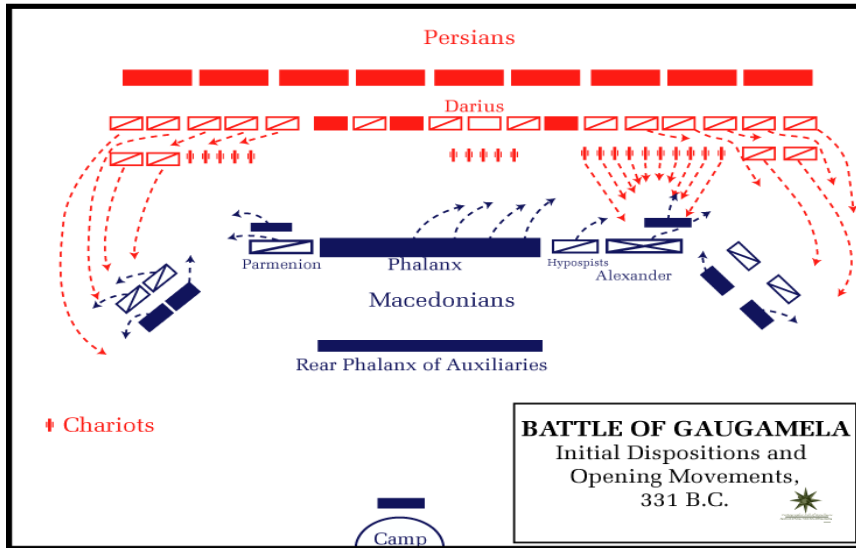 Persians
Darius
Parmenion
Phalanx
Hypospists
Alexander
Macedonians
Rear Phalanx of Auxiliaries
Chariots
BATTLE OF GAUGAMELA
Initial Dispositions and
Opening Movements,
331 B.C.
Camp